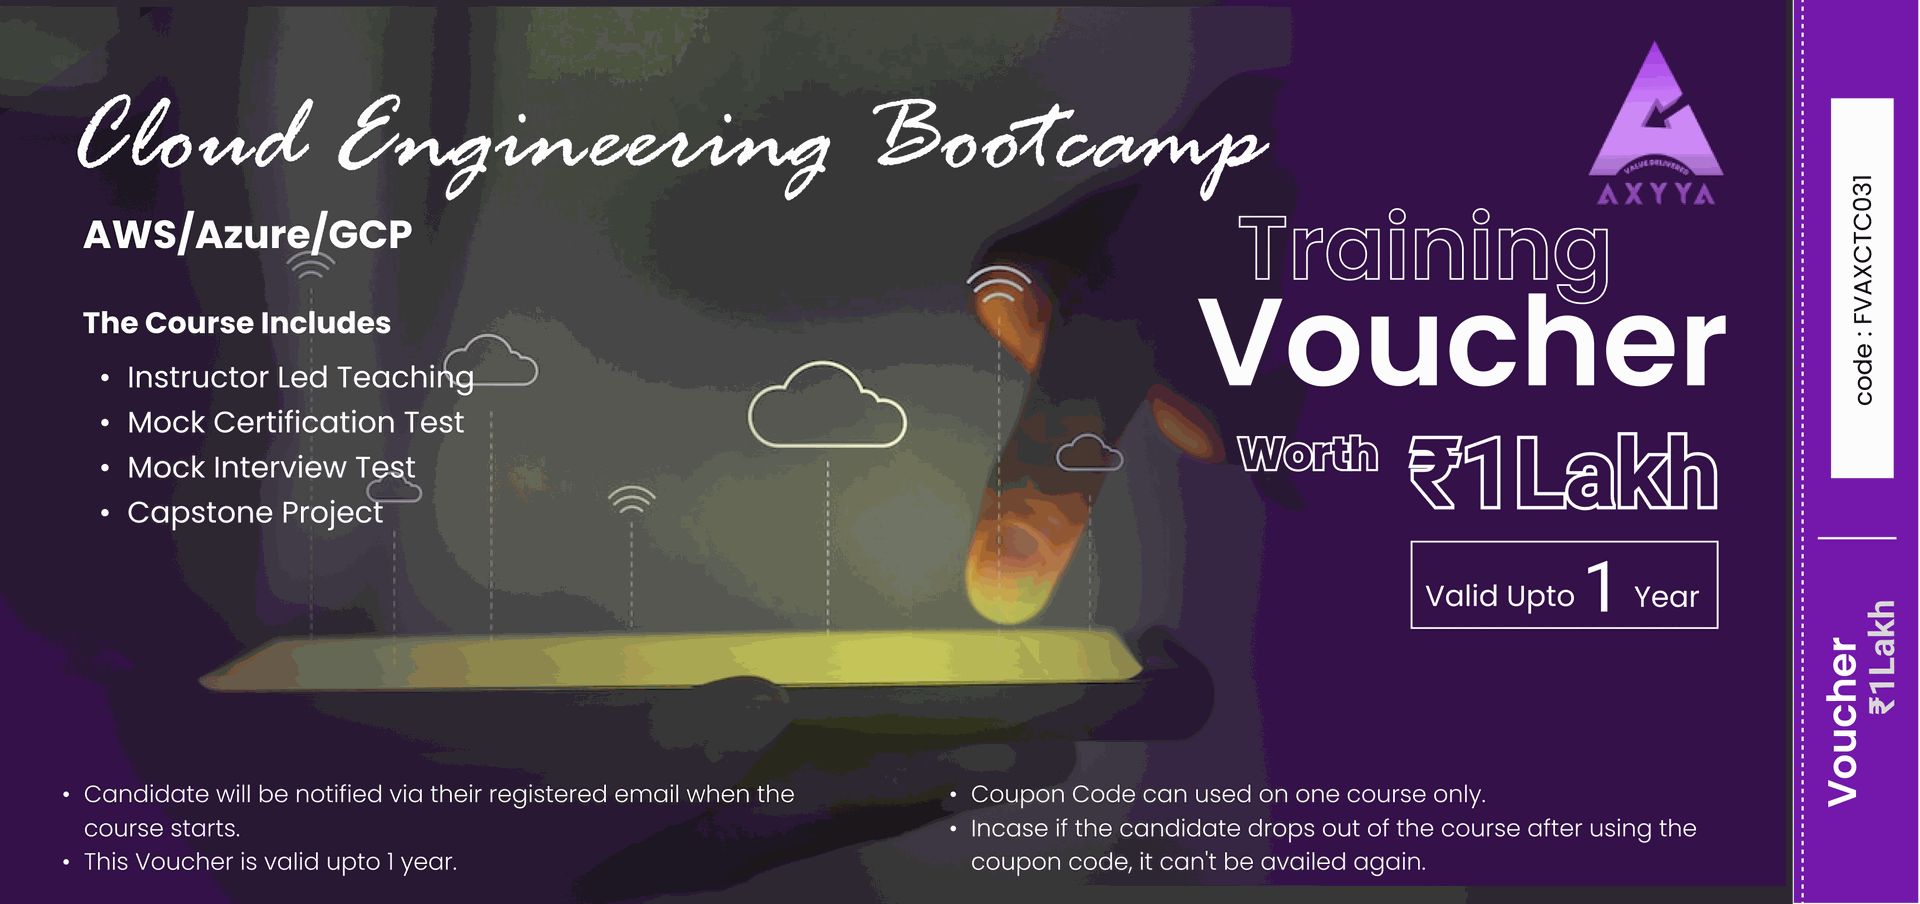 Cloud Engineering Bootcamp
AWS/Azure/GCP
The Course Includes
• Instructor Led Teaching
• Mock Certification Test
• Mock Interview Test
• Capstone Project
VALUE DELIVERED
AXYYA
Training
Voucher
Worth ₹1Lakh
Valid Upto 1 Year
• Candidate will be notified via their registered email when the
course starts.
• This Voucher is valid upto 1 year.
• Coupon Code can used on one course only.
• Incase if the candidate drops out of the course after using the
coupon code, it can't be availed again.
code : FVAXCTC031
Voucher
₹1Lakh